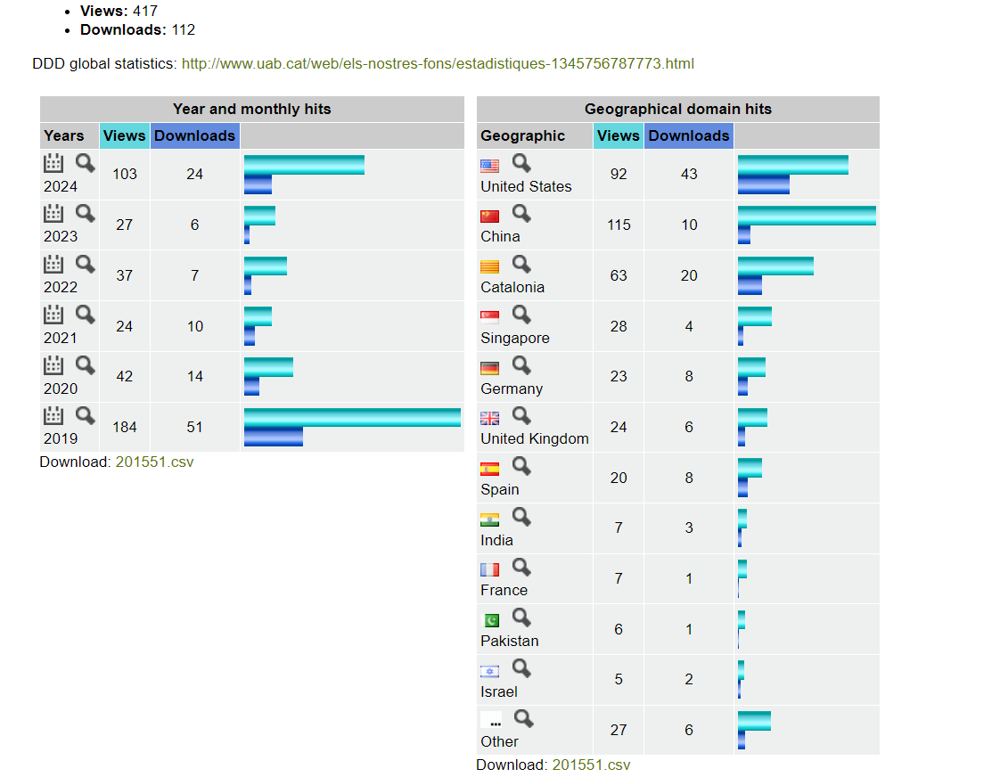 Views: 417
Downloads: 112
DDD global statistics: http://www.uab.cat/web/els-nostres-fons/estadistiques-1345756787773.html
Year and monthly hits
Years Views Downloads
2024 103 24
2023 27 6
2022 37 7
2021 24 10
2020 42 14
2019 184 51
Download: 201551.csv
Geographical domain hits
Geographic Views Downloads
United States 92 43
China 115 10
Catalonia 63 20
Singapore 28 4
Germany 23 8
United Kingdom 24 6
Spain 20 8
India 7 3
France 7 1
Pakistan 6 1
Israel 5 2
... Other 27 6
Download: 201551.csv